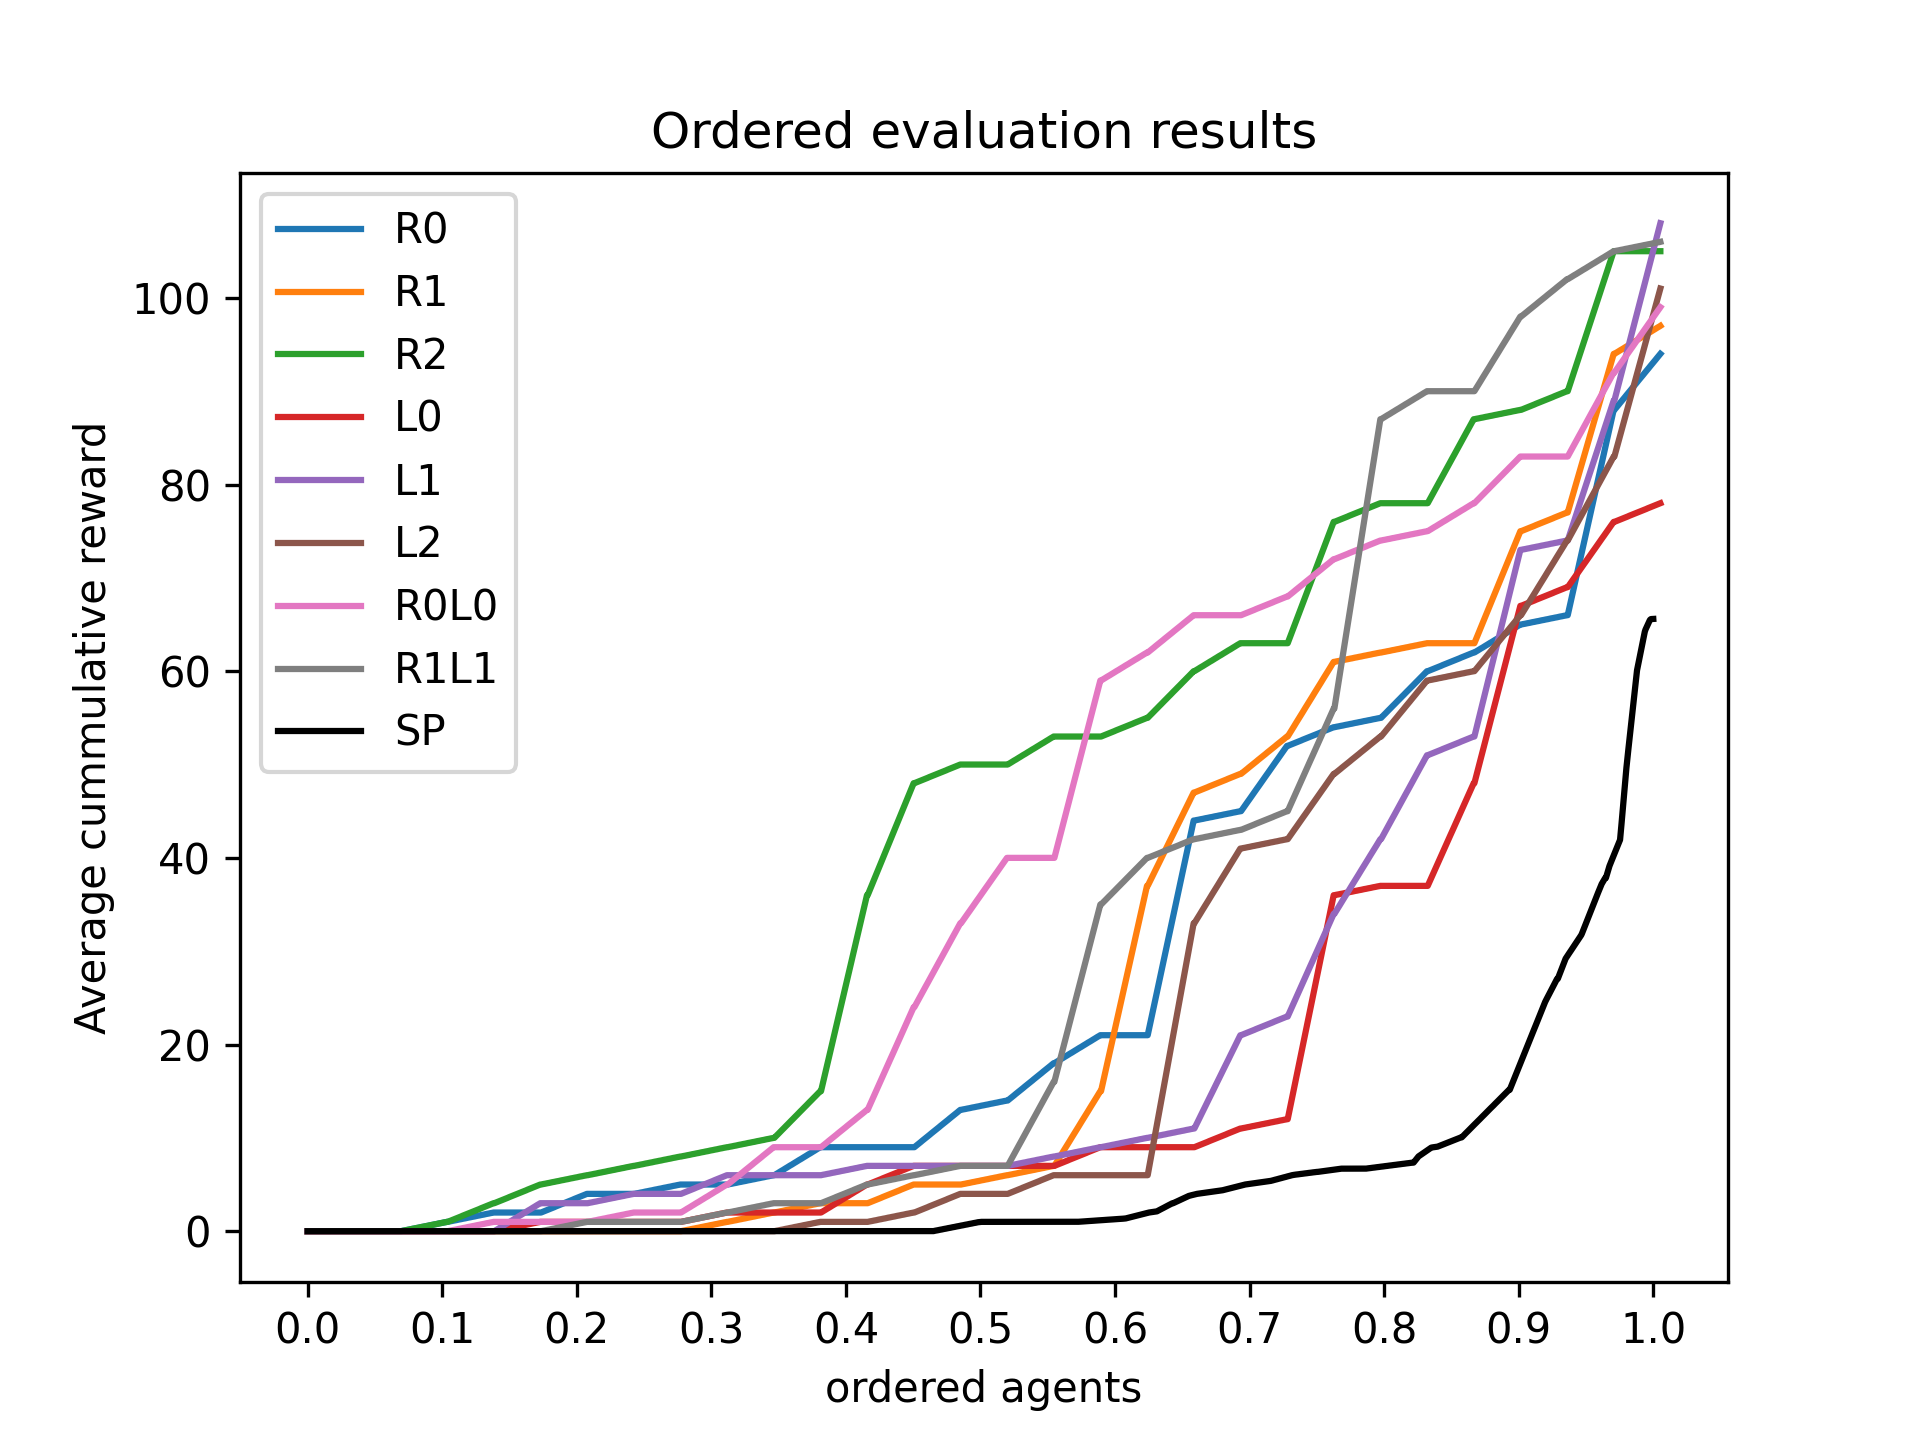 Ordered evaluation results
R0
R1
R2
L0
L1
L2
R0L0
R1L1
SP
Average cummulative reward
100
80
60
40
20
0
0.0 0.1 0.2 0.3 0.4 0.5 0.6 0.7 0.8 0.9 1.0
ordered agents